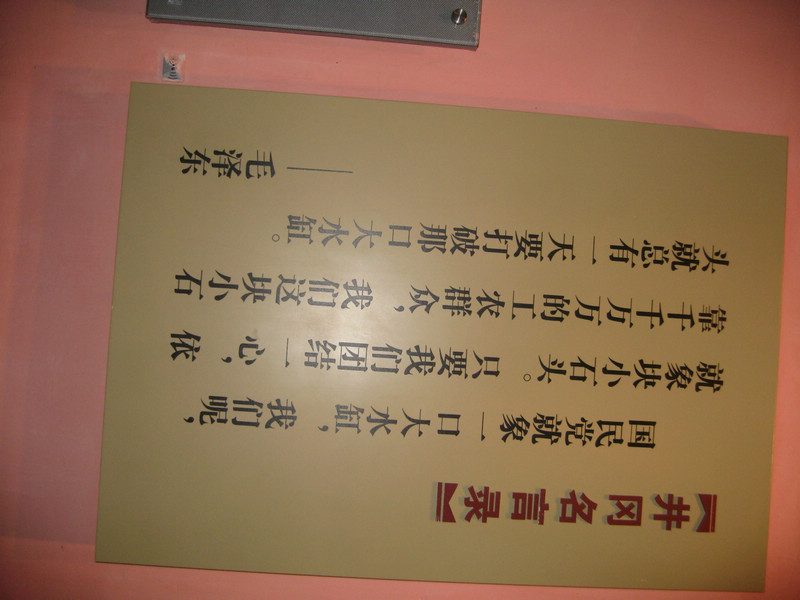 【井冈名言录】
国民党就象一口大水缸，我们呢，
就象块小石头。只要我们团结一心，依
靠千千万万的工农群众，我们这块小石
头就总有一天要打破那口大水缸。
——毛泽东